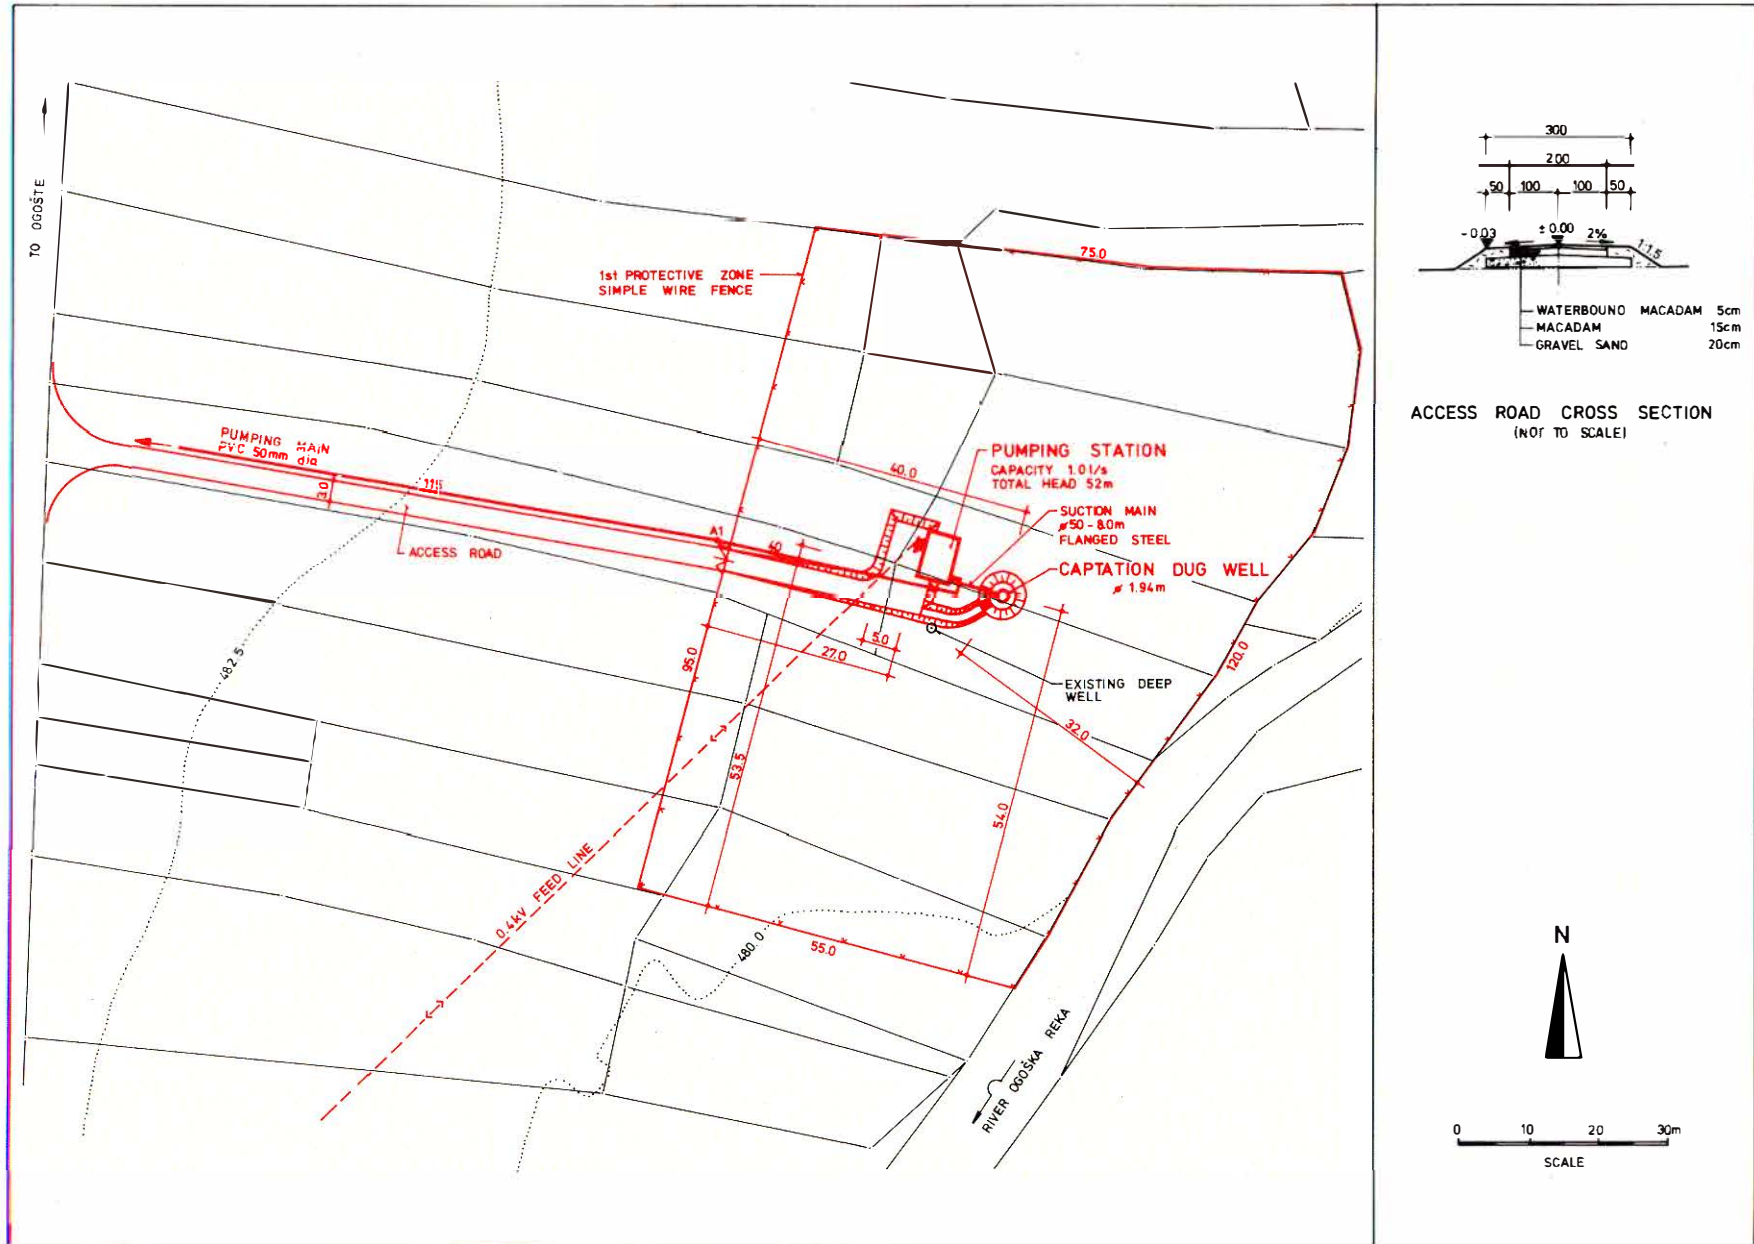 TO OGOŠTE
1st PROTECTIVE ZONE
SIMPLE WIRE FENCE
75.0
PUMPING MAIN
PVC 50mm dia
115
3.0
ACCESS ROAD
40.0
PUMPING STATION
CAPACITY 1.0 l/s
TOTAL HEAD 52m
SUCTION MAIN
ø50 - 8.0m
FLANGED STEEL
CAPTATION DUG WELL
ø 1.94m
A1
5.0
27.0
95.0
53.5
EXISTING DEEP
WELL
32.0
120.0
54.0
482.5
0.4kV FEED LINE
480.0
55.0
RIVER OGOŠKA REKA
300
200
50 100 100 50
-0.03 ±0.00 2% 1:1.5
WATERBOUND MACADAM 5cm
MACADAM 15cm
GRAVEL SAND 20cm
ACCESS ROAD CROSS SECTION
(NOT TO SCALE)
N
0 10 20 30m
SCALE